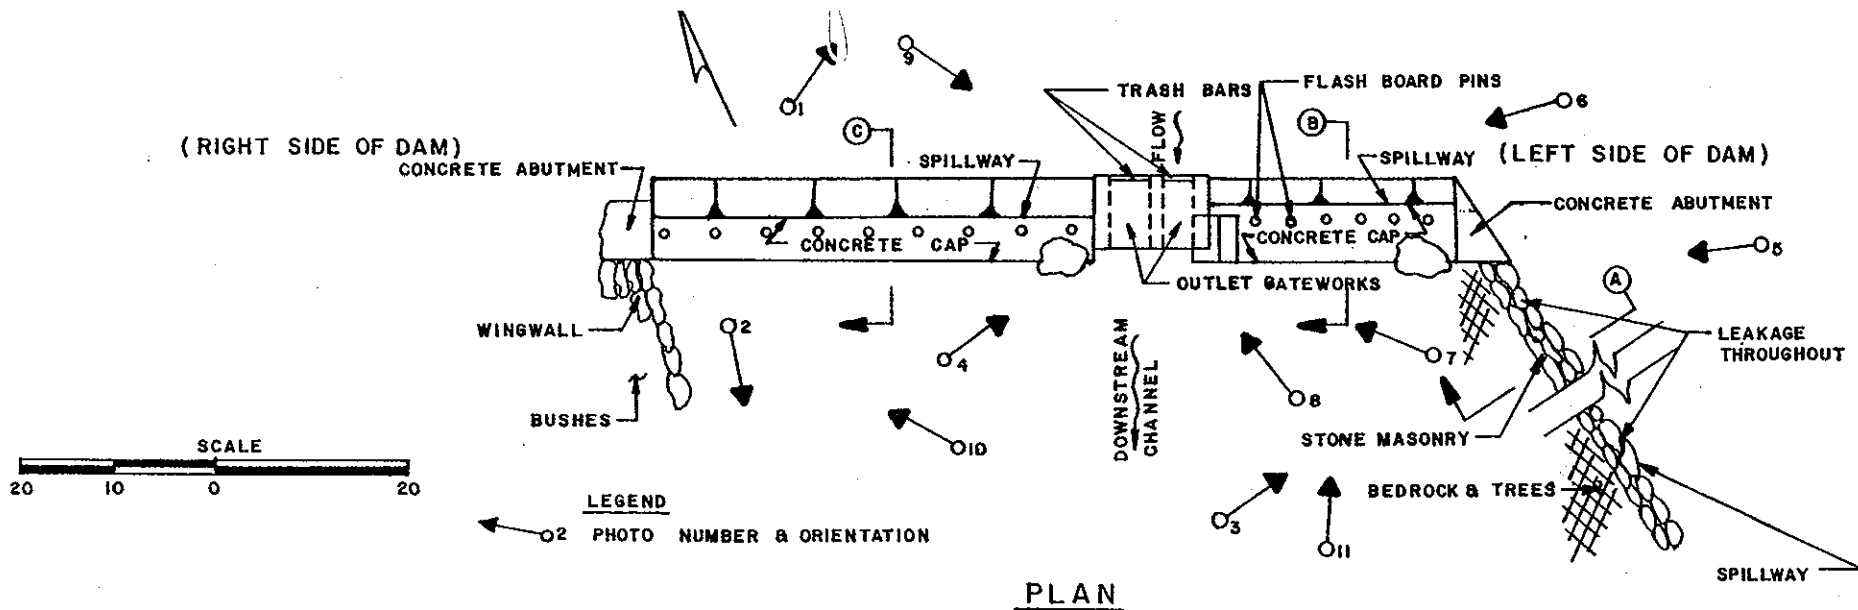 9
1
TRASH BARS
FLASH BOARD PINS
6
(RIGHT SIDE OF DAM)
C
FLOW
B
(LEFT SIDE OF DAM)
CONCRETE ABUTMENT
SPILLWAY
SPILLWAY
CONCRETE ABUTMENT
CONCRETE CAP
CONCRETE CAP
5
OUTLET GATEWORKS
A
WINGWALL
2
4
DOWNSTREAM
CHANNEL
7
LEAKAGE
THROUGHOUT
8
BUSHES
10
STONE MASONRY
SCALE
20 10 0 20
LEGEND
2 PHOTO NUMBER & ORIENTATION
3
11
BEDROCK & TREES
SPILLWAY
PLAN